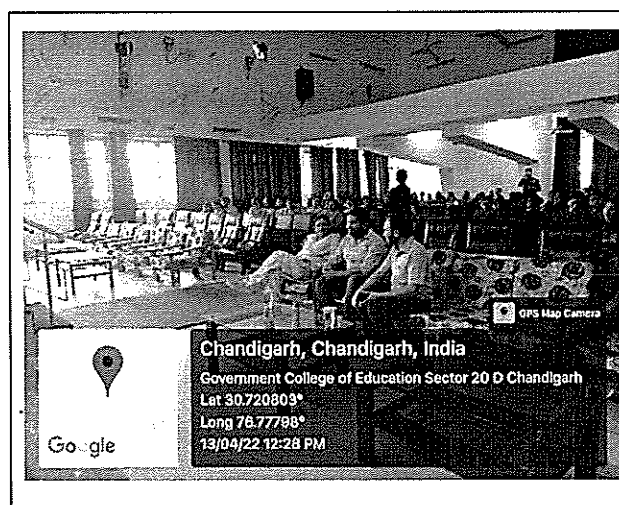 GPS Map Camera
Chandigarh, Chandigarh, India
Government College of Education Sector 20 D Chandigarh
Lat 30.720803°
Long 76.77798°
13/04/22 12:28 PM
Google